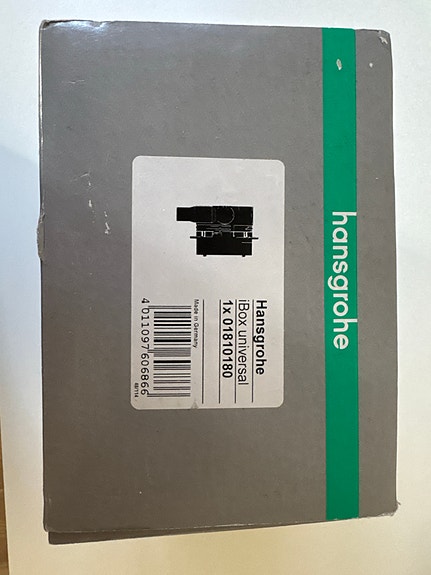 hansgrohe
Hansgrohe
iBox universal
1x 01810180
Made in Germany
4 011097 606866